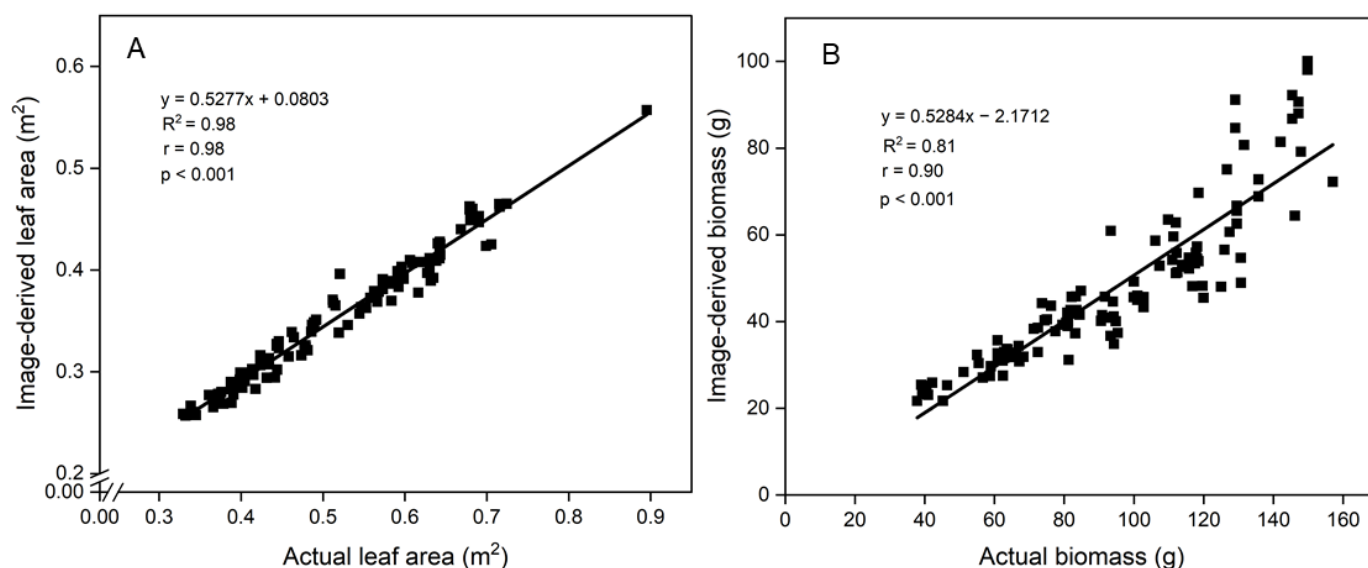 A
y = 0.5277x + 0.0803
R² = 0.98
r = 0.98
p < 0.001
Image-derived leaf area (m²)
0.6
0.5
0.4
0.3
0.2
0.00
0.00 0.3 0.4 0.5 0.6 0.7 0.8 0.9
Actual leaf area (m²)
B
y = 0.5284x − 2.1712
R² = 0.81
r = 0.90
p < 0.001
Image-derived biomass (g)
100
80
60
40
20
0
0 20 40 60 80 100 120 140 160
Actual biomass (g)